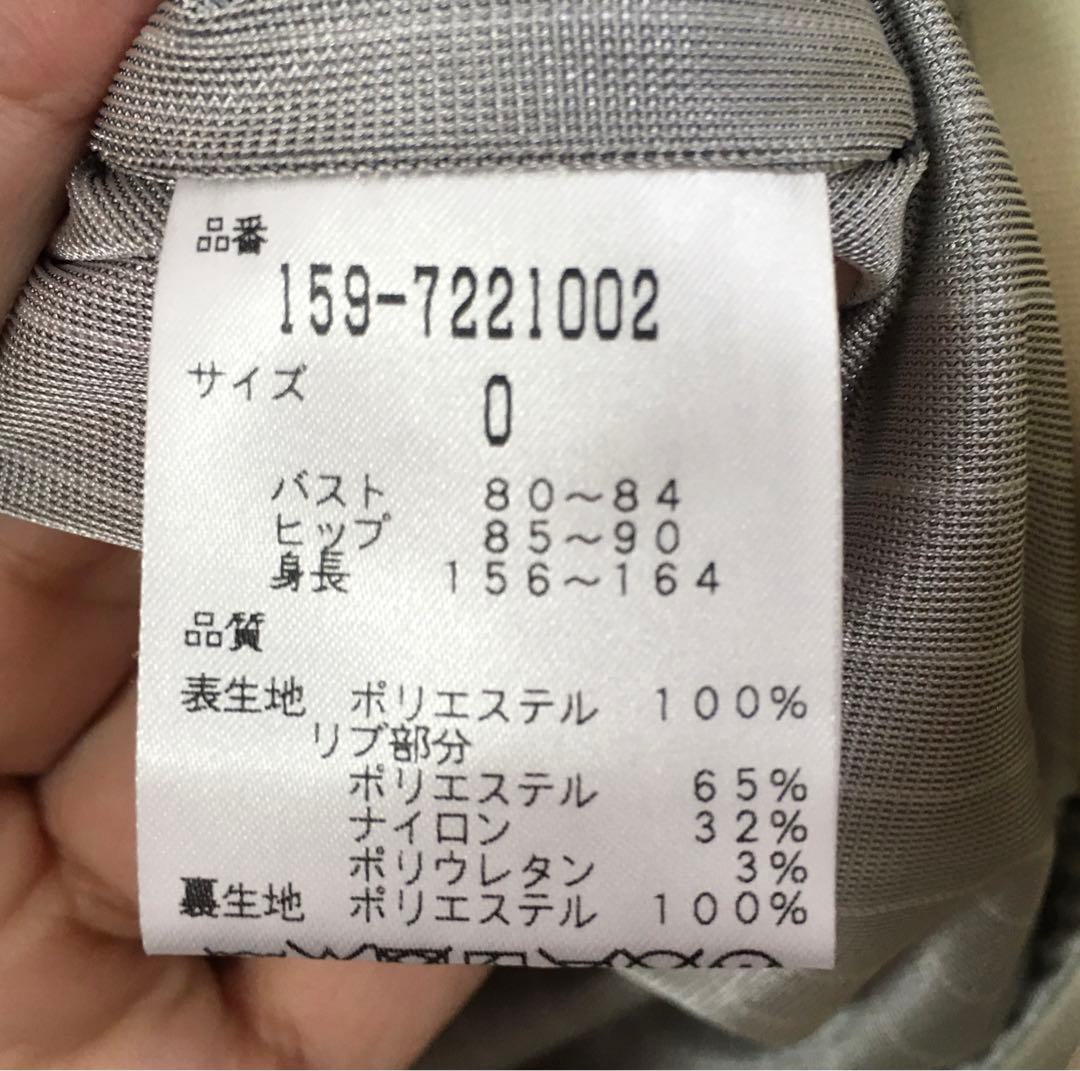 品番
159-7221002
サイズ 0
バスト 80～84
ヒップ 85～90
身長 156～164
品質
表生地 ポリエステル 100%
リブ部分
ポリエステル 65%
ナイロン 32%
ポリウレタン 3%
裏生地 ポリエステル 100%